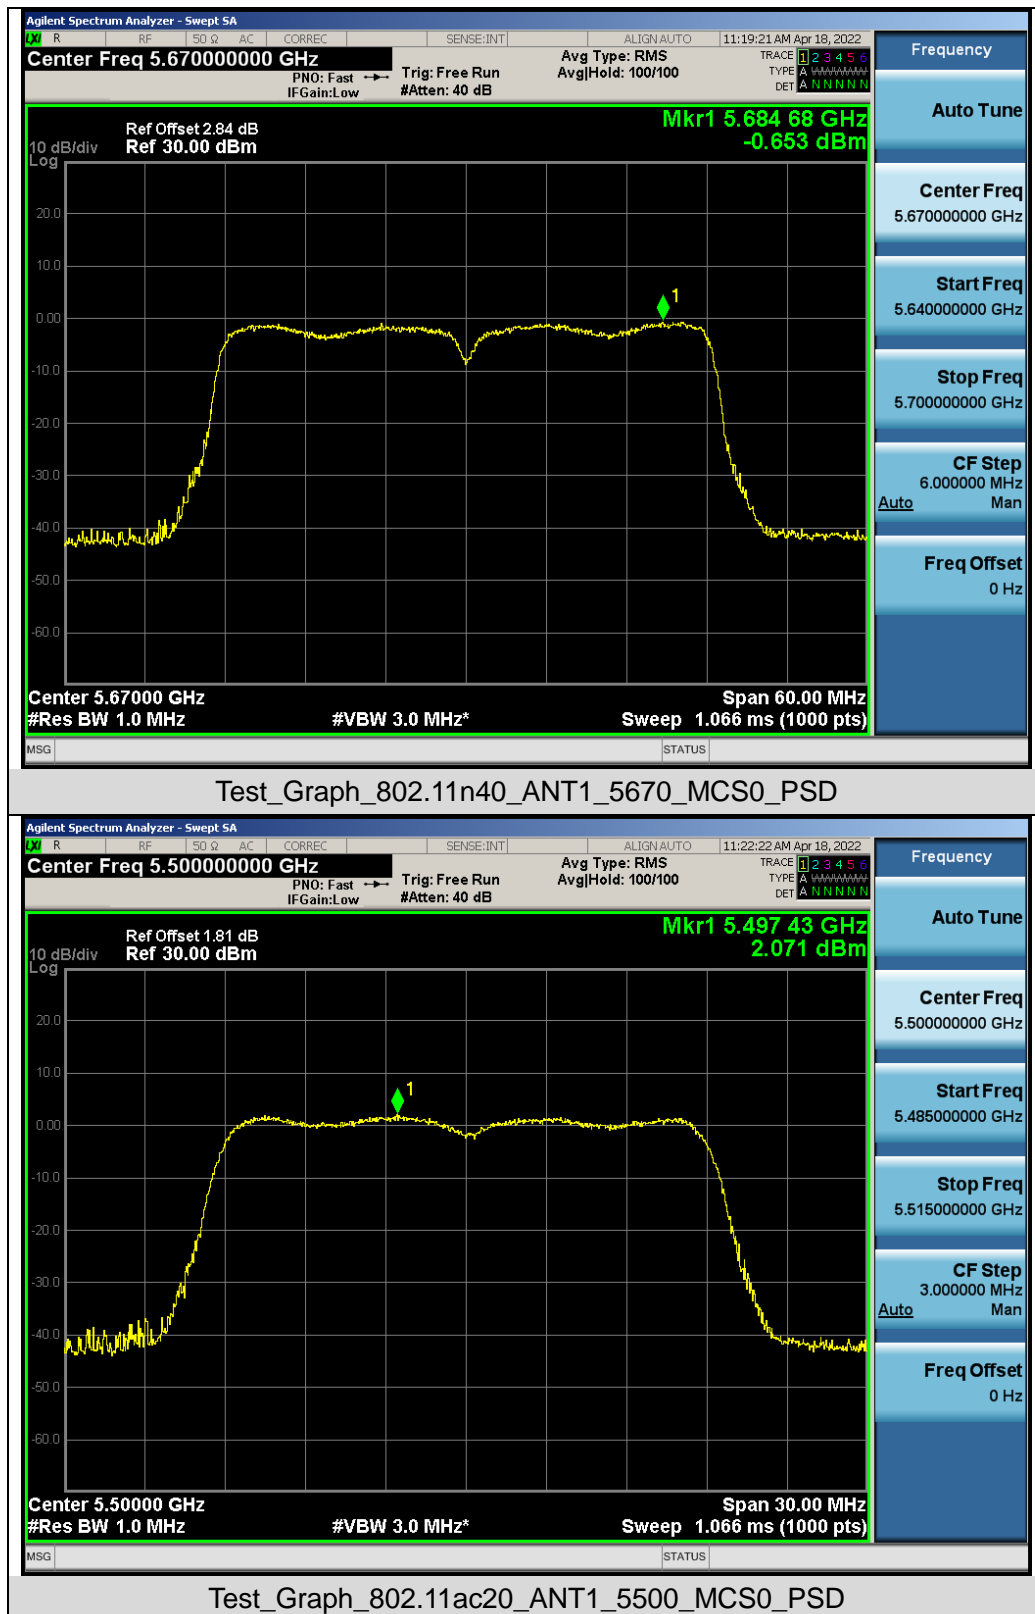 Agilent Spectrum Analyzer - Swept SA
LXI R RF 50 Ω AC CORREC SENSE:INT ALIGN AUTO 11:19:21 AM Apr 18, 2022
Center Freq 5.670000000 GHz
PNO: Fast
IFGain:Low
Trig: Free Run
#Atten: 40 dB
Avg Type: RMS
Avg|Hold: 100/100
TRACE 1 2 3 4 5 6
TYPE A WWWWW
DET A N N N N N
Mkr1 5.684 68 GHz
-0.653 dBm
Ref Offset 2.84 dB
10 dB/div Ref 30.00 dBm
Log
20.0
10.0
0.00
-10.0
-20.0
-30.0
-40.0
-50.0
-60.0
1
Center 5.67000 GHz Span 60.00 MHz
#Res BW 1.0 MHz #VBW 3.0 MHz* Sweep 1.066 ms (1000 pts)
MSG STATUS
Frequency
Auto Tune
Center Freq
5.670000000 GHz
Start Freq
5.640000000 GHz
Stop Freq
5.700000000 GHz
CF Step
6.000000 MHz
Auto Man
Freq Offset
0 Hz
Test_Graph_802.11n40_ANT1_5670_MCS0_PSD
Agilent Spectrum Analyzer - Swept SA
LXI R RF 50 Ω AC CORREC SENSE:INT ALIGN AUTO 11:22:22 AM Apr 18, 2022
Center Freq 5.500000000 GHz
PNO: Fast
IFGain:Low
Trig: Free Run
#Atten: 40 dB
Avg Type: RMS
Avg|Hold: 100/100
TRACE 1 2 3 4 5 6
TYPE A WWWWW
DET A N N N N N
Mkr1 5.497 43 GHz
2.071 dBm
Ref Offset 1.81 dB
10 dB/div Ref 30.00 dBm
Log
20.0
10.0
0.00
-10.0
-20.0
-30.0
-40.0
-50.0
-60.0
1
Center 5.50000 GHz Span 30.00 MHz
#Res BW 1.0 MHz #VBW 3.0 MHz* Sweep 1.066 ms (1000 pts)
MSG STATUS
Frequency
Auto Tune
Center Freq
5.500000000 GHz
Start Freq
5.485000000 GHz
Stop Freq
5.515000000 GHz
CF Step
3.000000 MHz
Auto Man
Freq Offset
0 Hz
Test_Graph_802.11ac20_ANT1_5500_MCS0_PSD